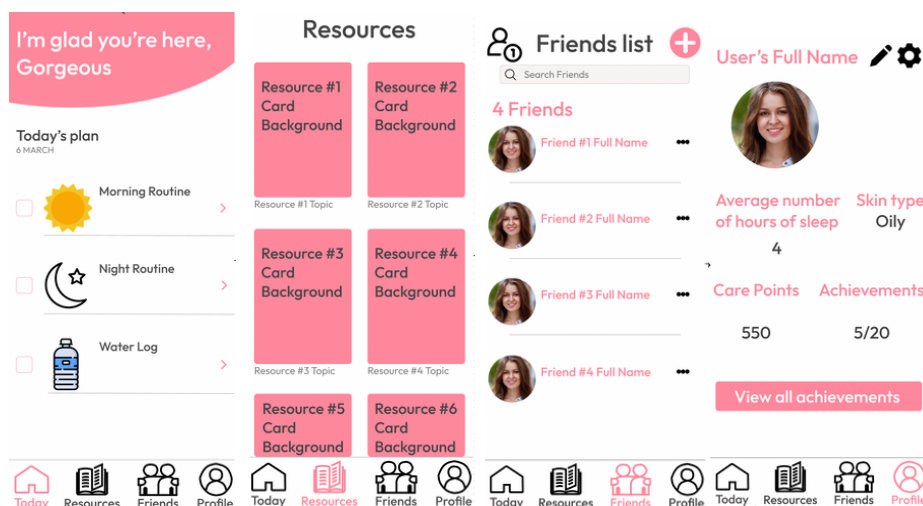 I'm glad you're here,
Gorgeous
Today's plan
6 MARCH
Morning Routine
Night Routine
Water Log
Today
Resources
Friends
Profile
Resources
Resource #1
Card
Background
Resource #2
Card
Background
Resource #1 Topic
Resource #2 Topic
Resource #3
Card
Background
Resource #4
Card
Background
Resource #3 Topic
Resource #4 Topic
Resource #5
Card
Background
Resource #6
Card
Background
Today
Resources
Friends
Profile
1
Friends list
Search Friends
4 Friends
Friend #1 Full Name
Friend #2 Full Name
Friend #3 Full Name
Friend #4 Full Name
Today
Resources
Friends
Profile
User's Full Name
Average number
of hours of sleep
4
Skin type
Oily
Care Points
550
Achievements
5/20
View all achievements
Today
Resources
Friends
Profile